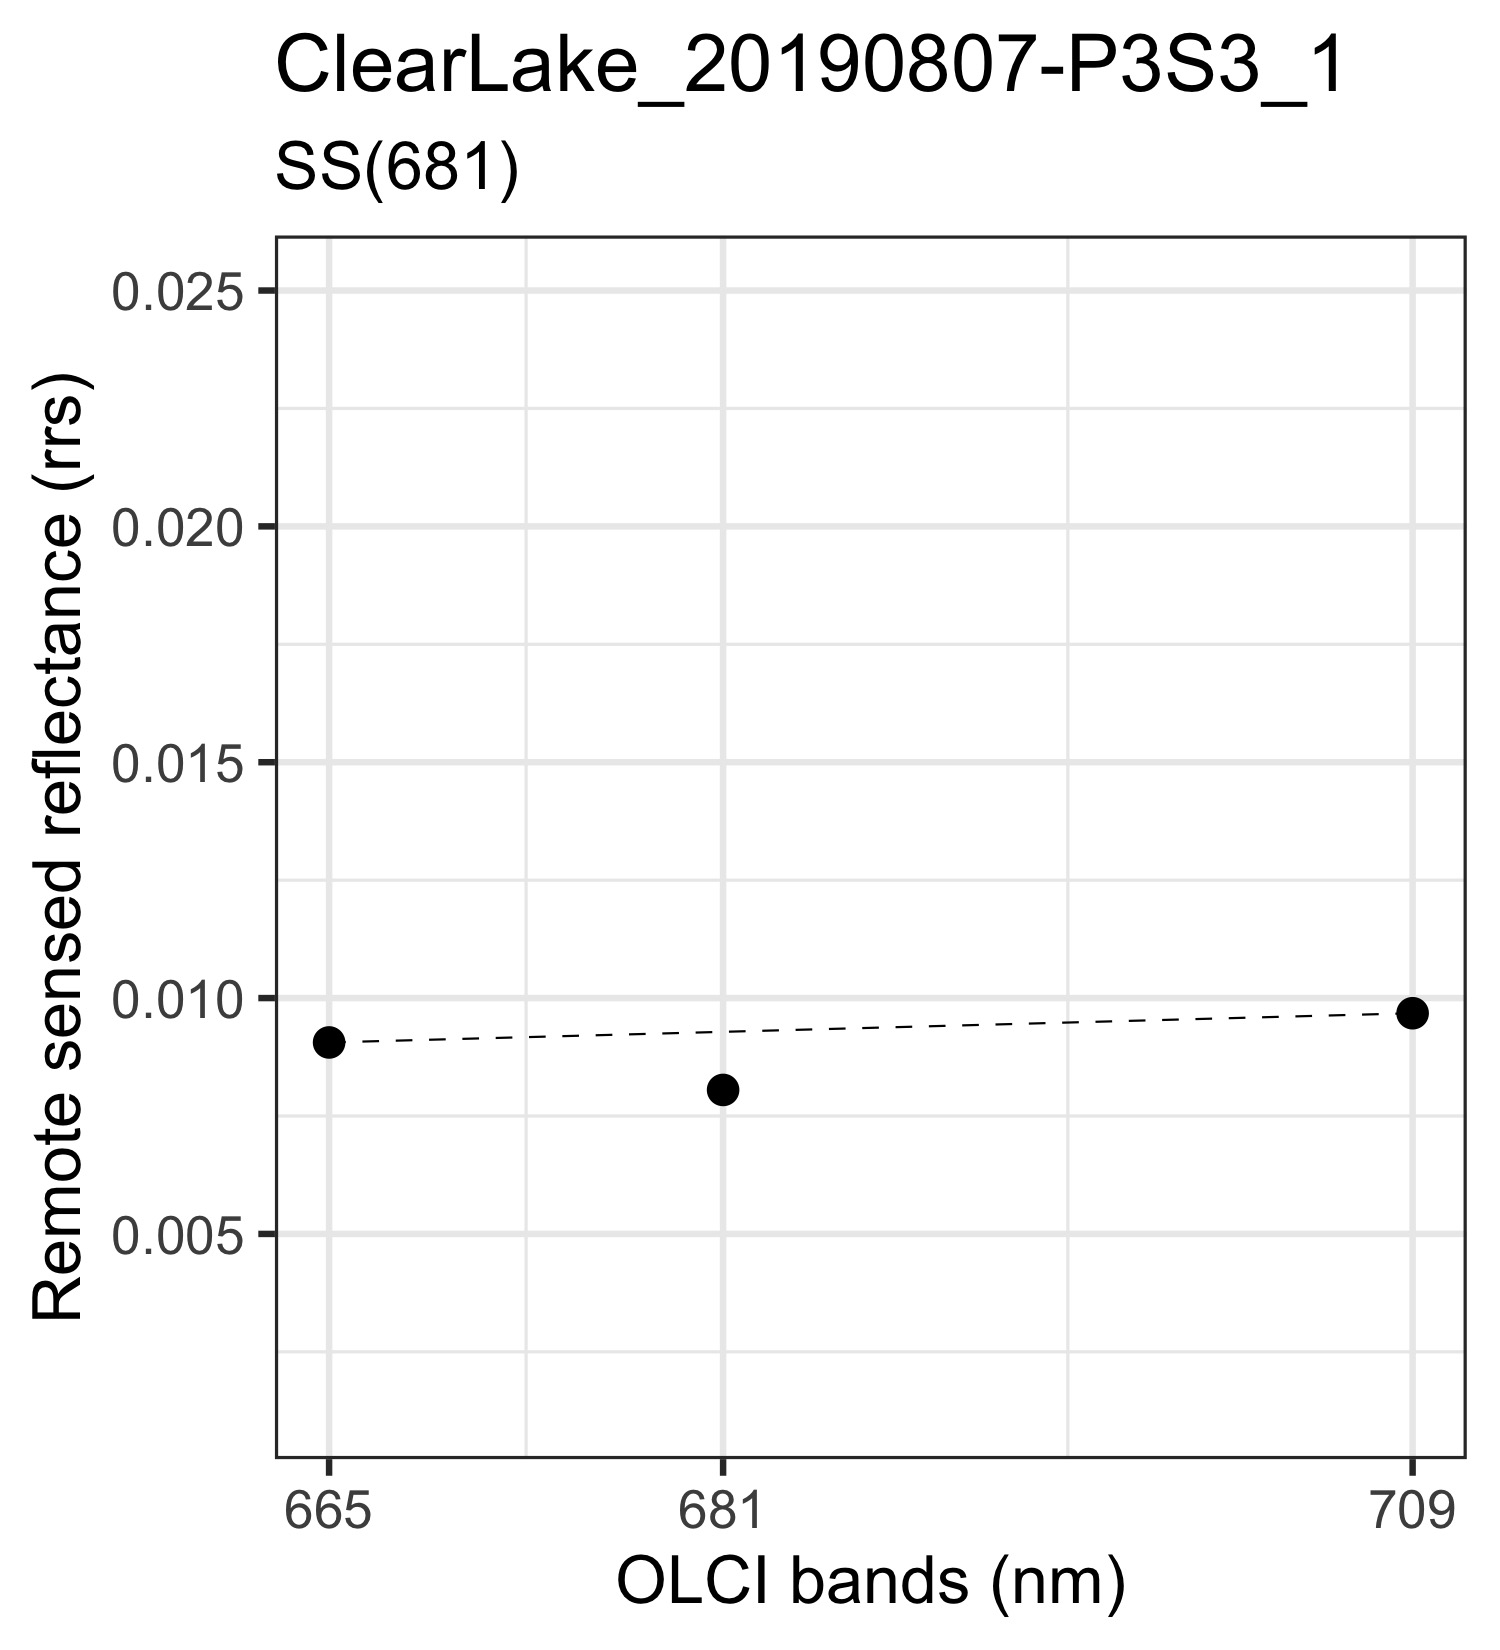 ClearLake_20190807-P3S3_1
SS(681)
Remote sensed reflectance (rrs)
0.025
0.020
0.015
0.010
0.005
665 681 709
OLCI bands (nm)